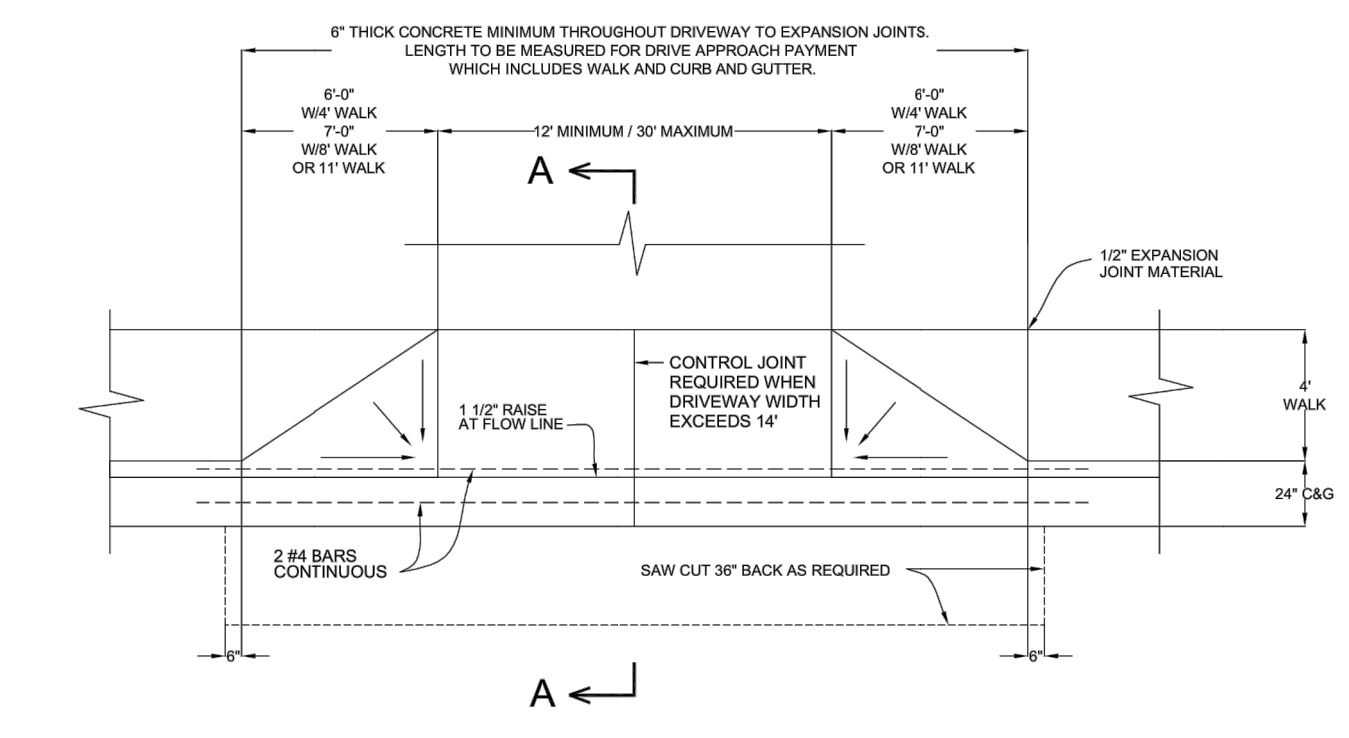 6" THICK CONCRETE MINIMUM THROUGHOUT DRIVEWAY TO EXPANSION JOINTS.
LENGTH TO BE MEASURED FOR DRIVE APPROACH PAYMENT
WHICH INCLUDES WALK AND CURB AND GUTTER.
6'-0"
W/4' WALK
7'-0"
W/8' WALK
OR 11' WALK
12' MINIMUM / 30' MAXIMUM
6'-0"
W/4' WALK
7'-0"
W/8' WALK
OR 11' WALK
A
1/2" EXPANSION
JOINT MATERIAL
CONTROL JOINT
REQUIRED WHEN
DRIVEWAY WIDTH
EXCEEDS 14'
1 1/2" RAISE
AT FLOW LINE
4'
WALK
24" C&G
2 #4 BARS
CONTINUOUS
SAW CUT 36" BACK AS REQUIRED
6"
6"
A